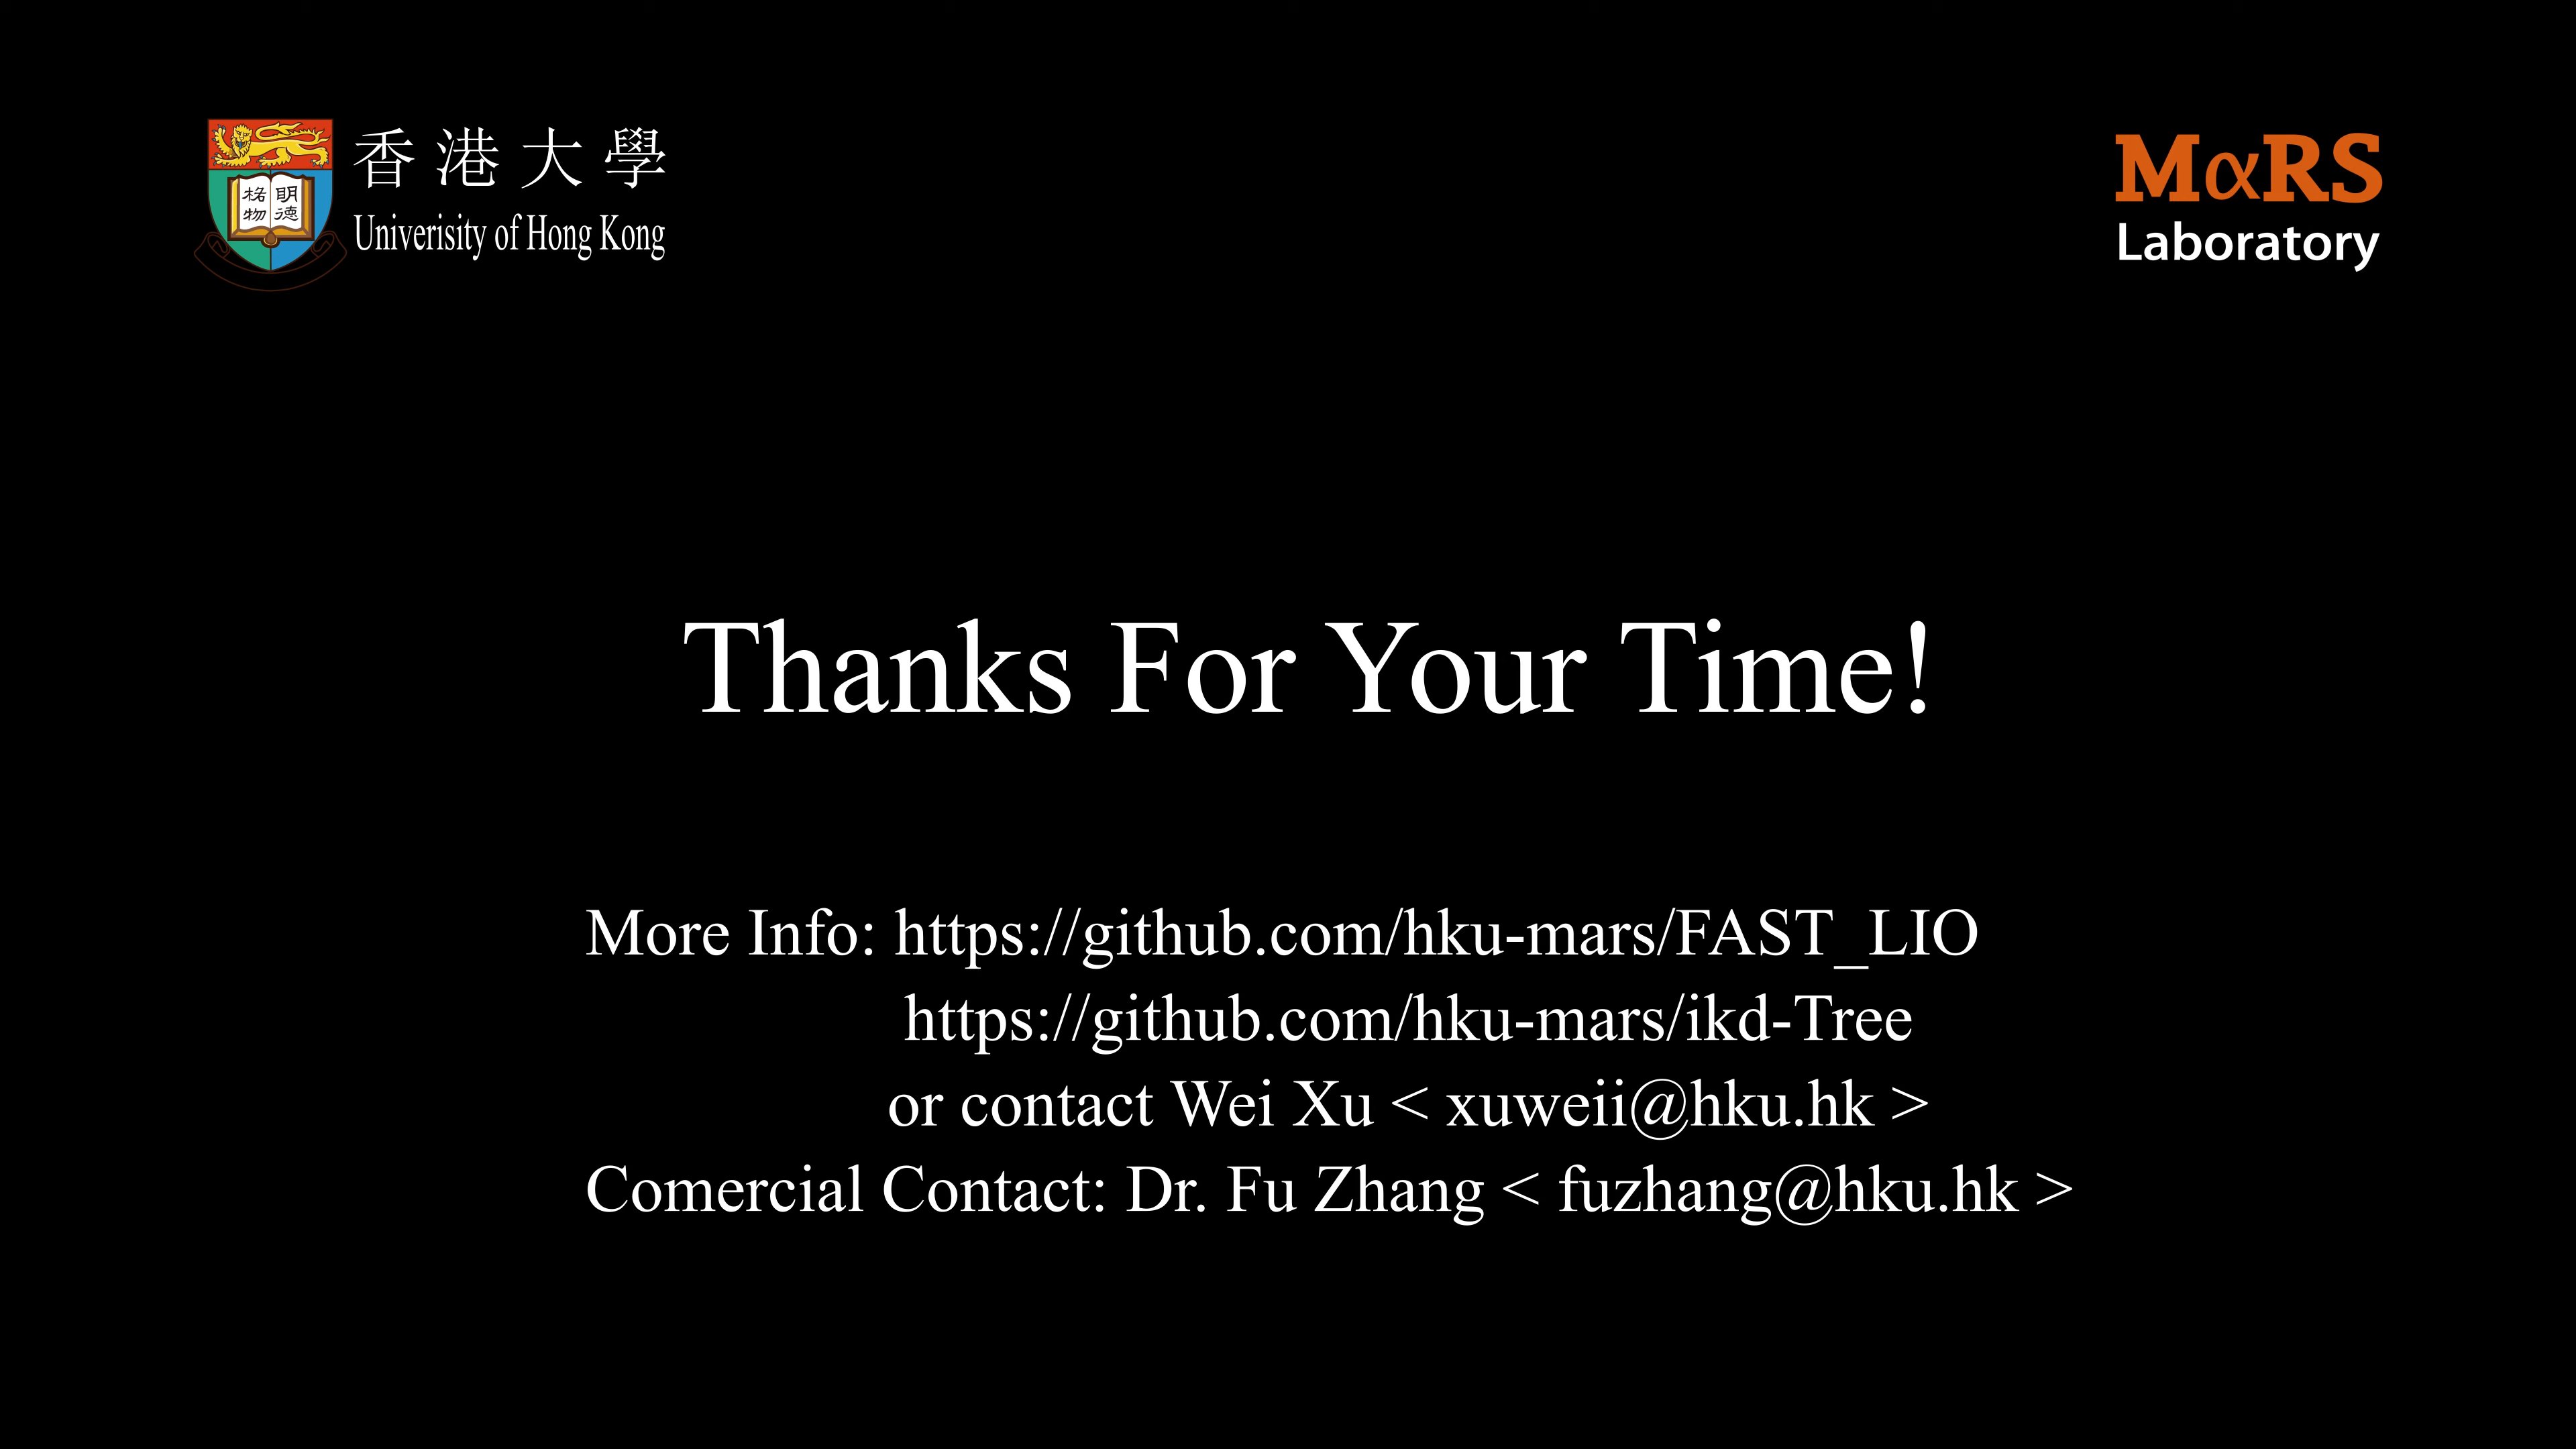 香港大學
Univerisity of Hong Kong
格物
明德
MαRS
Laboratory
Thanks For Your Time!
More Info: https://github.com/hku-mars/FAST_LIO
https://github.com/hku-mars/ikd-Tree
or contact Wei Xu < xuweii@hku.hk >
Comercial Contact: Dr. Fu Zhang < fuzhang@hku.hk >